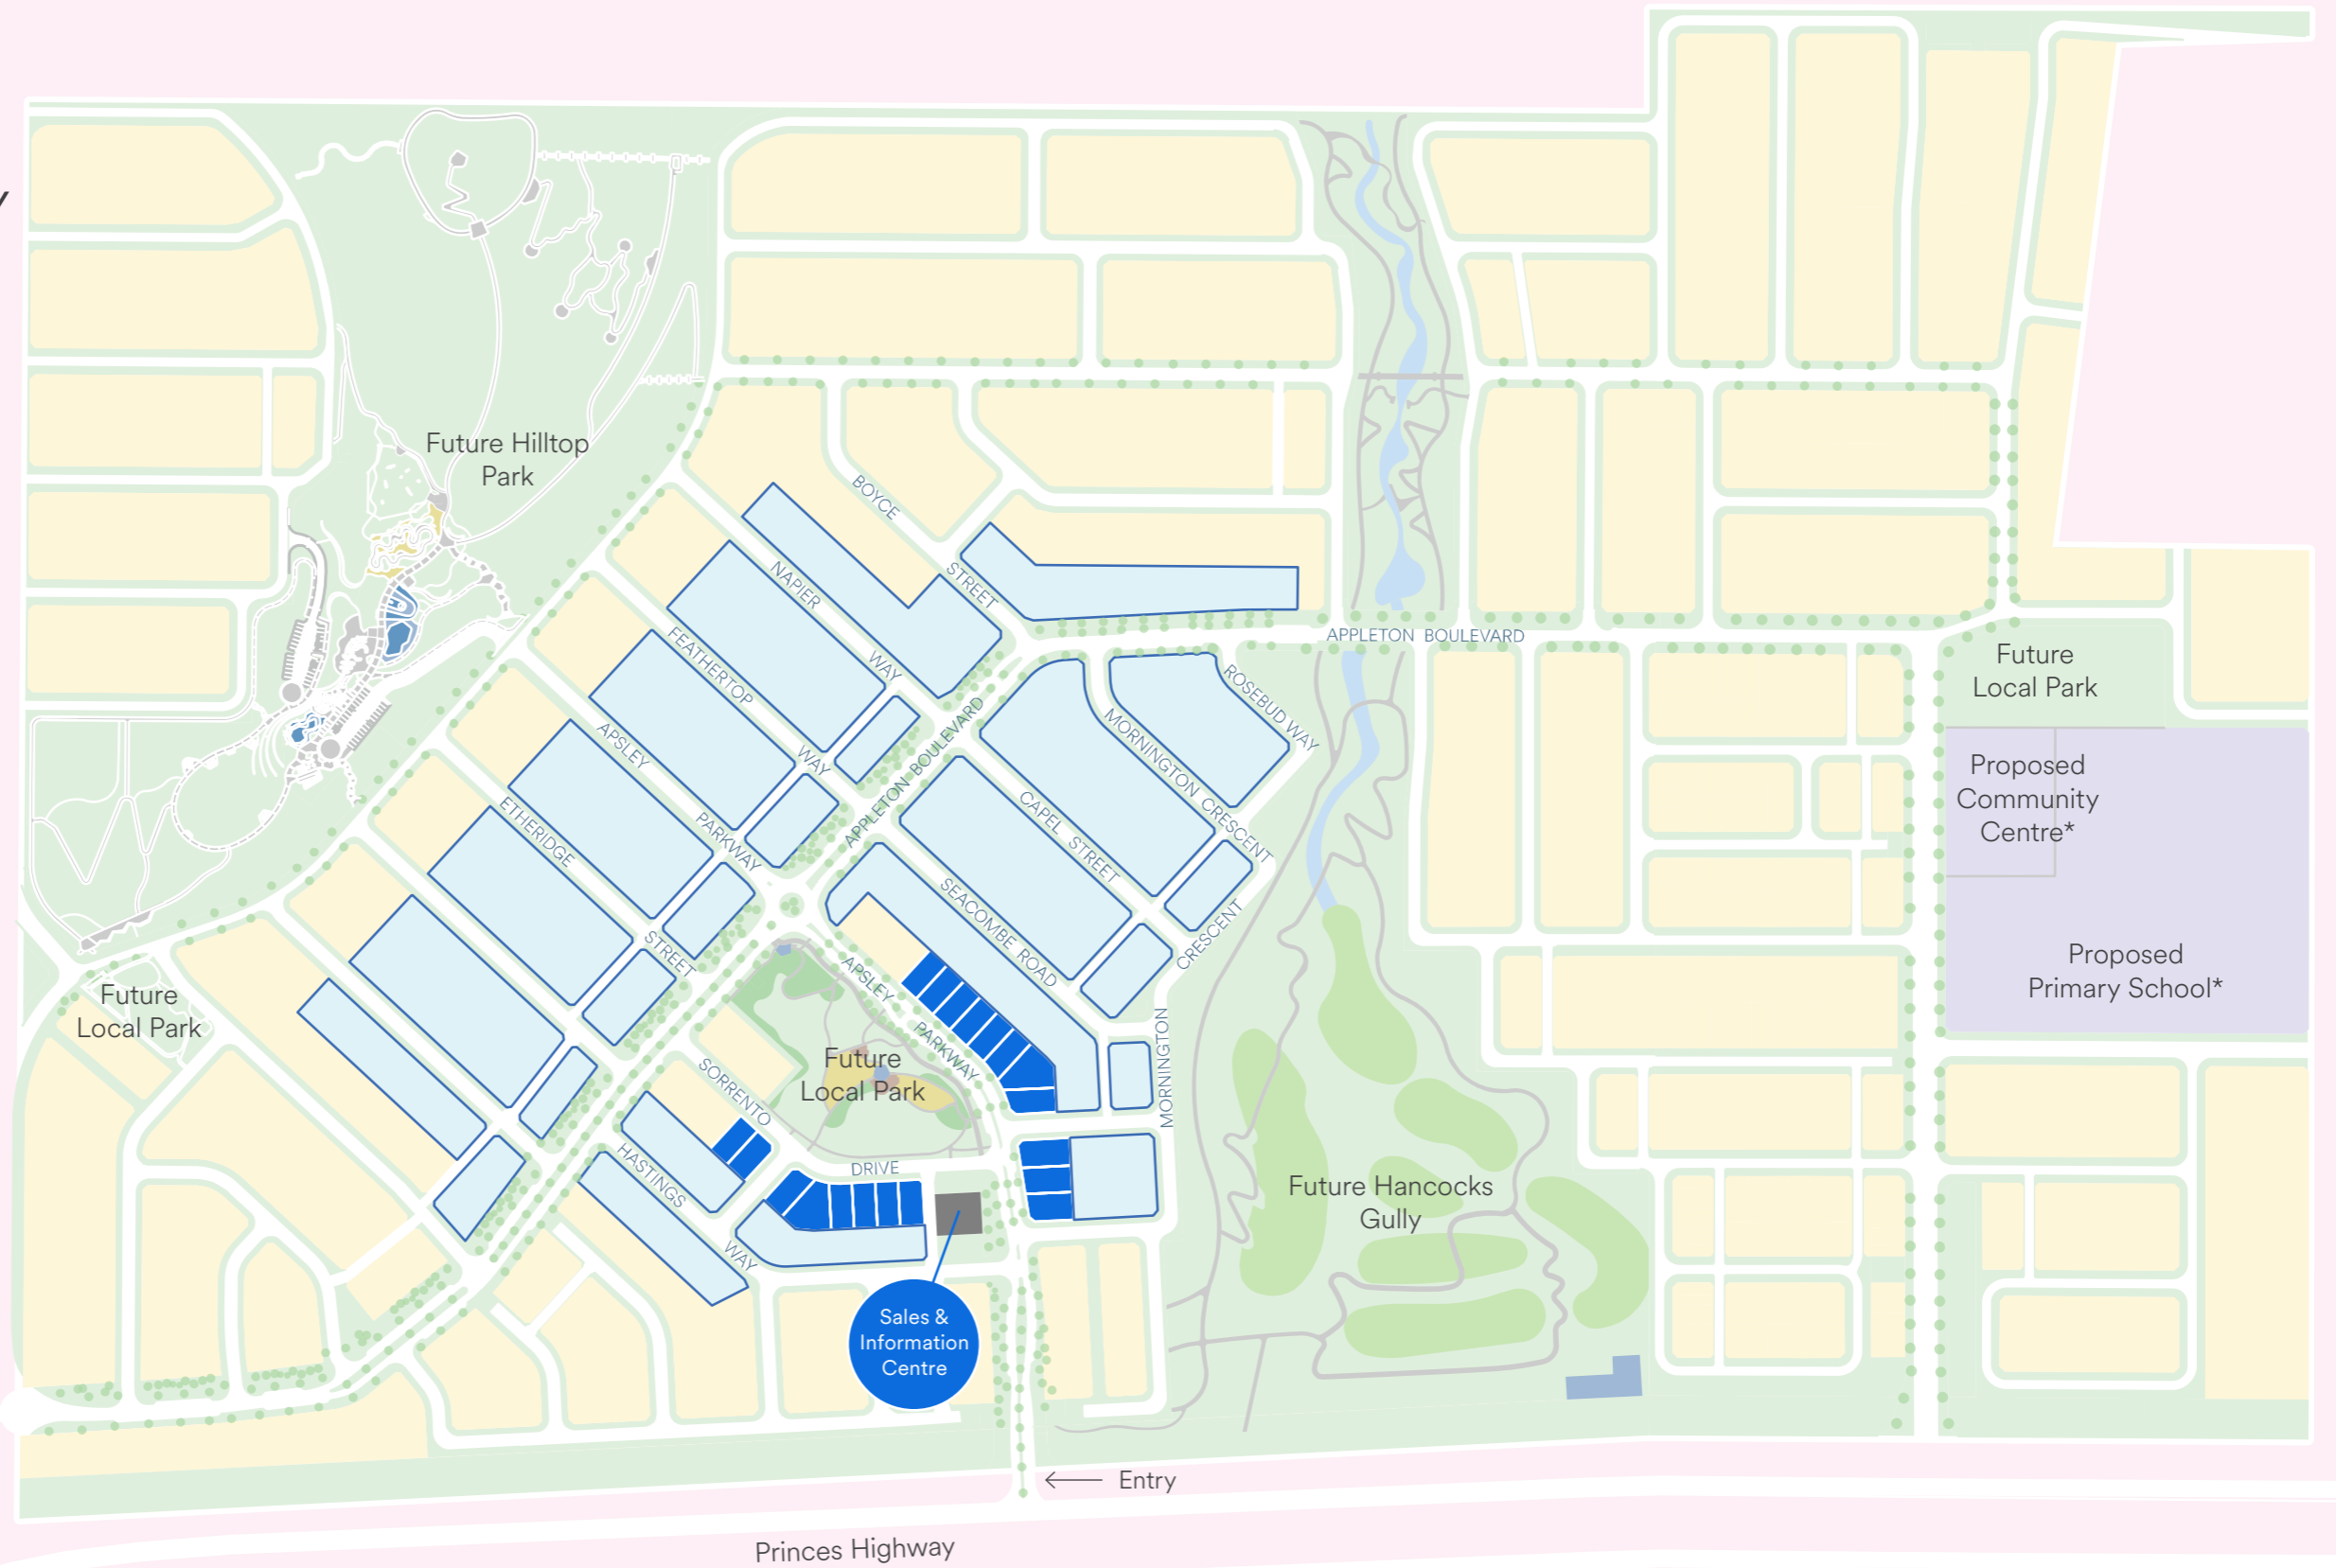 y
Future Hilltop
Park
BOYCE
STREET
NAPIER
WAY
FEATHERTOP
WAY
APSLEY
PARKWAY
ETHERIDGE
STREET
APPLETON BOULEVARD
APPLETON BOULEVARD
ROSEBUD WAY
MORNINGTON CRESCENT
CAPEL STREET
SEACOMBE ROAD
CRESCENT
MORNINGTON
APSLEY
PARKWAY
Future
Local Park
Proposed
Community
Centre*
Proposed
Primary School*
Future
Local Park
Future
Local Park
SORRENTO
DRIVE
HASTINGS
WAY
Future Hancocks
Gully
Sales &
Information
Centre
Entry
Princes Highway